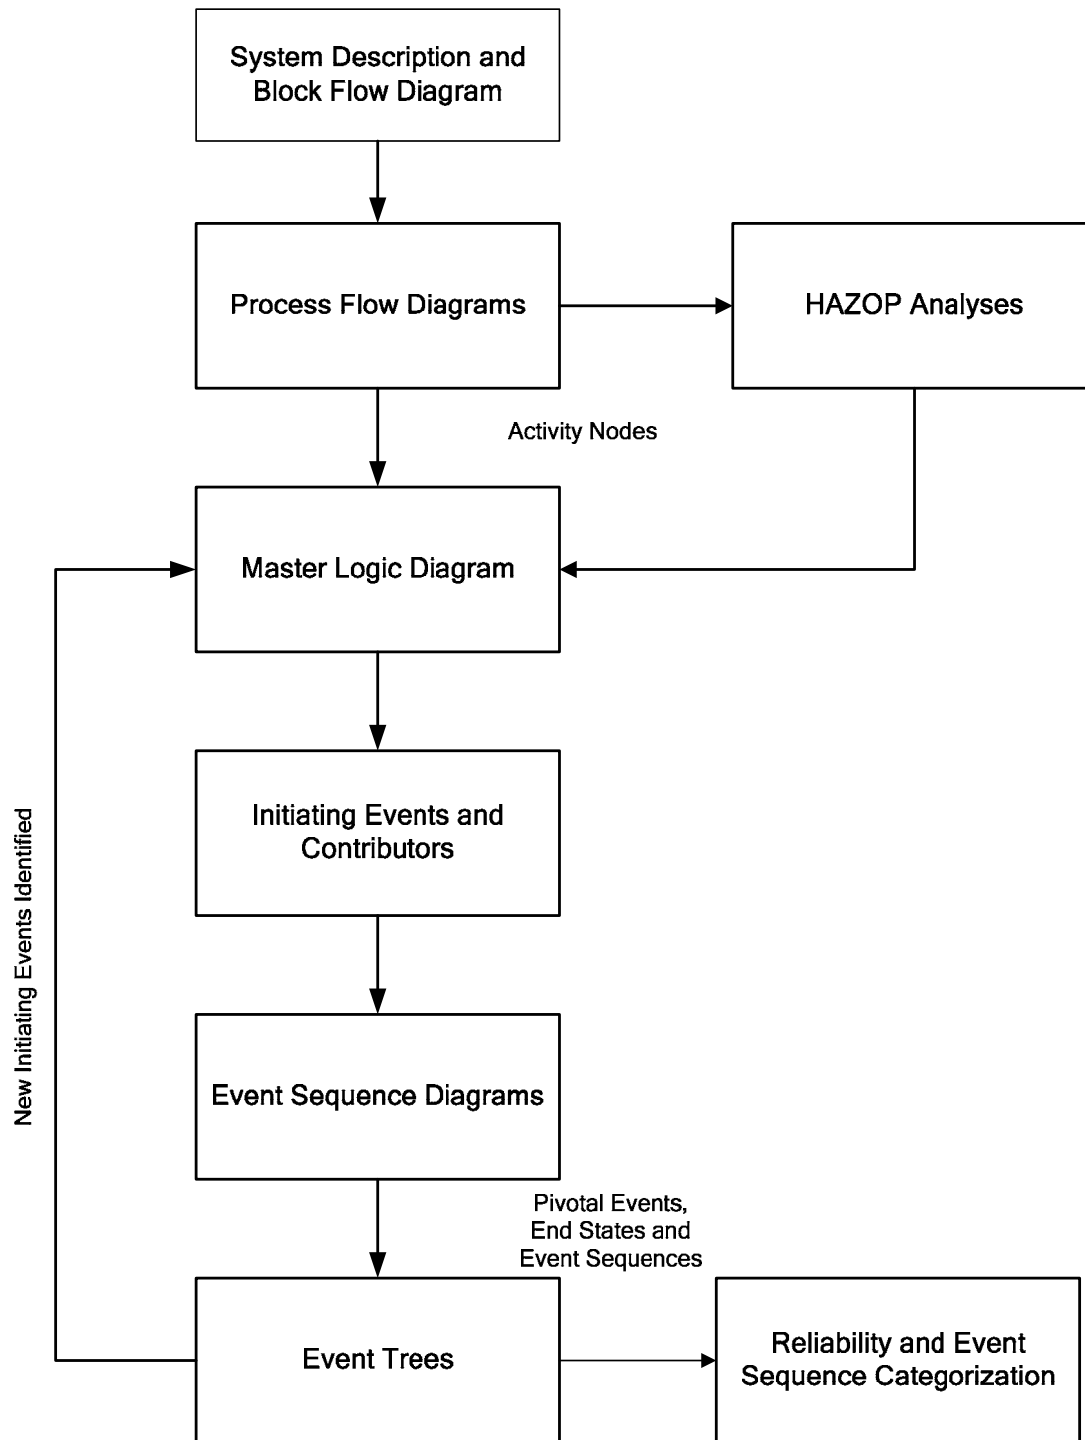 System Description and
Block Flow Diagram
Process Flow Diagrams
HAZOP Analyses
Activity Nodes
Master Logic Diagram
Initiating Events and
Contributors
New Initiating Events Identified
Event Sequence Diagrams
Pivotal Events,
End States and
Event Sequences
Event Trees
Reliability and Event
Sequence Categorization